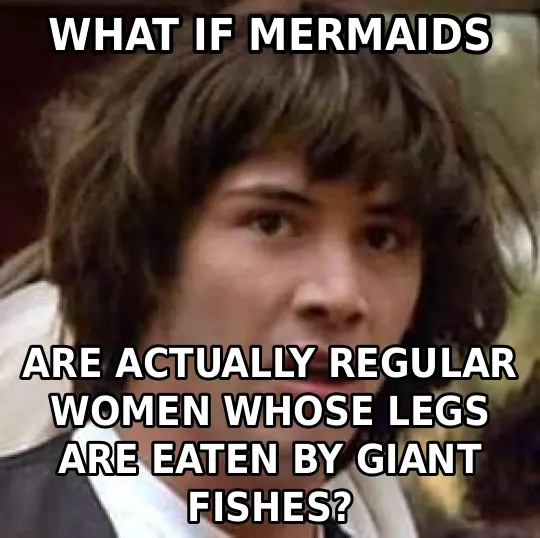 WHAT IF MERMAIDS
ARE ACTUALLY REGULAR
WOMEN WHOSE LEGS
ARE EATEN BY GIANT
FISHES?